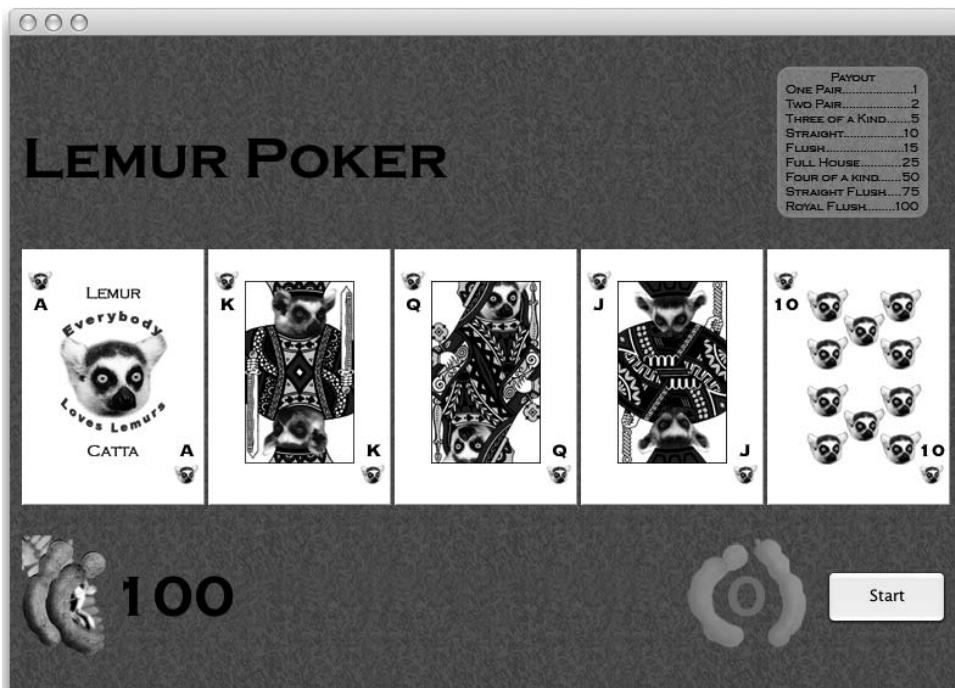 LEMUR POKER
PAYOUT
ONE PAIR.....................1
TWO PAIR....................2
THREE OF A KIND.......5
STRAIGHT..................10
FLUSH.......................15
FULL HOUSE............25
FOUR OF A KIND.......50
STRAIGHT FLUSH....75
ROYAL FLUSH.........100
A
LEMUR
Everybody
Loves Lemurs
CATTA
A
K
K
Q
Q
J
J
10
10
100
0
Start